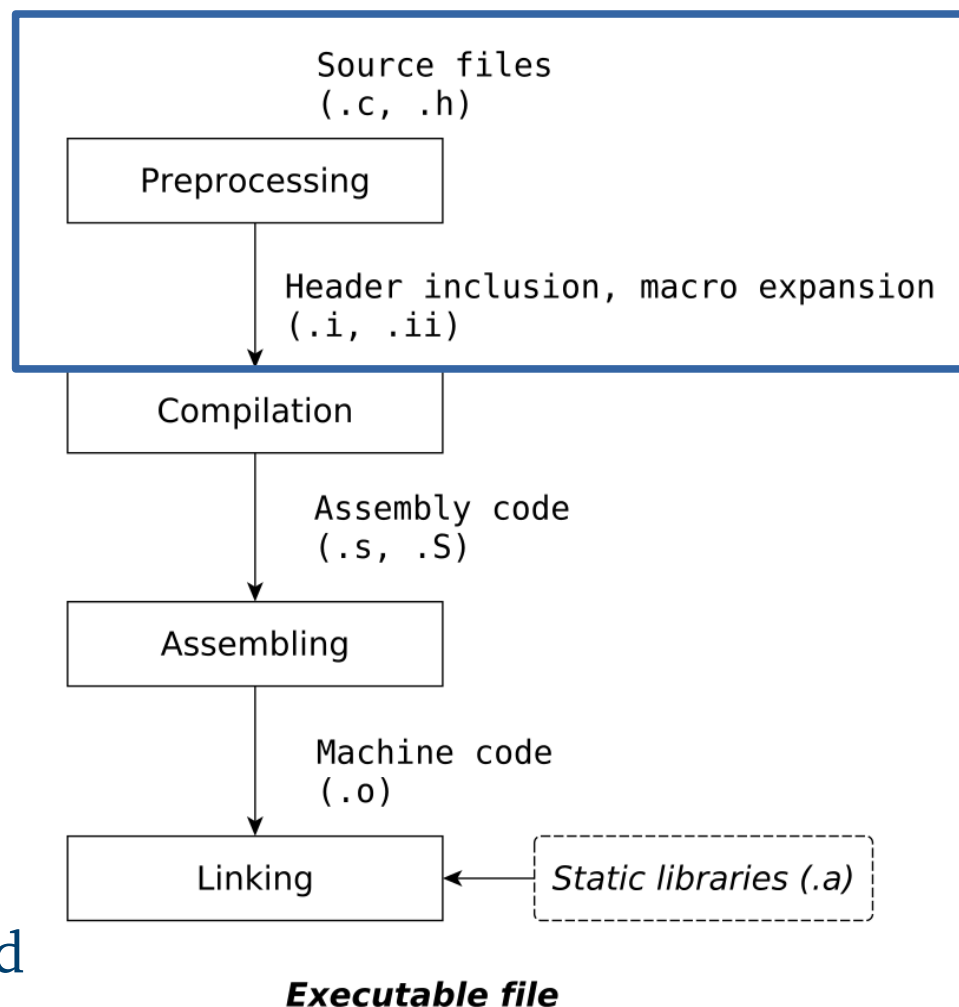 Source files
(.c, .h)
Preprocessing
Header inclusion, macro expansion
(.i, .ii)
Compilation
Assembly code
(.s, .S)
Assembling
Machine code
(.o)
Linking
Static libraries (.a)
d
Executable file